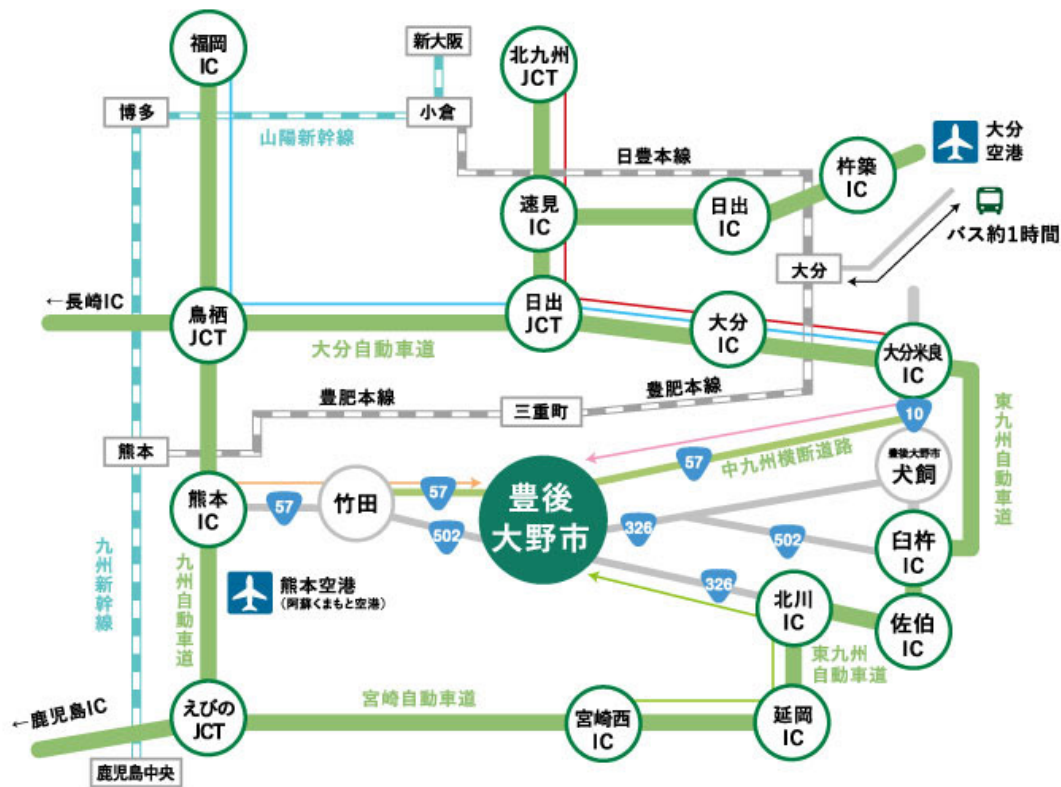 福岡
IC
新大阪
北九州
JCT
博多
小倉
山陽新幹線
日豊本線
大分
空港
杵築
IC
速見
IC
日出
IC
バス約1時間
大分
←長崎IC
鳥栖
JCT
日出
JCT
大分
IC
大分米良
IC
大分自動車道
豊肥本線
豊肥本線
三重町
10
東九州自動車道
熊本
57
中九州横断道路
豊後大野市
犬飼
熊本
IC
57
竹田
57
502
豊後
大野市
326
502
臼杵
IC
九州新幹線
九州自動車道
熊本空港
(阿蘇くまもと空港)
326
北川
IC
佐伯
IC
東九州
自動車道
←鹿児島IC
えびの
JCT
宮崎自動車道
宮崎西
IC
延岡
IC
鹿児島中央